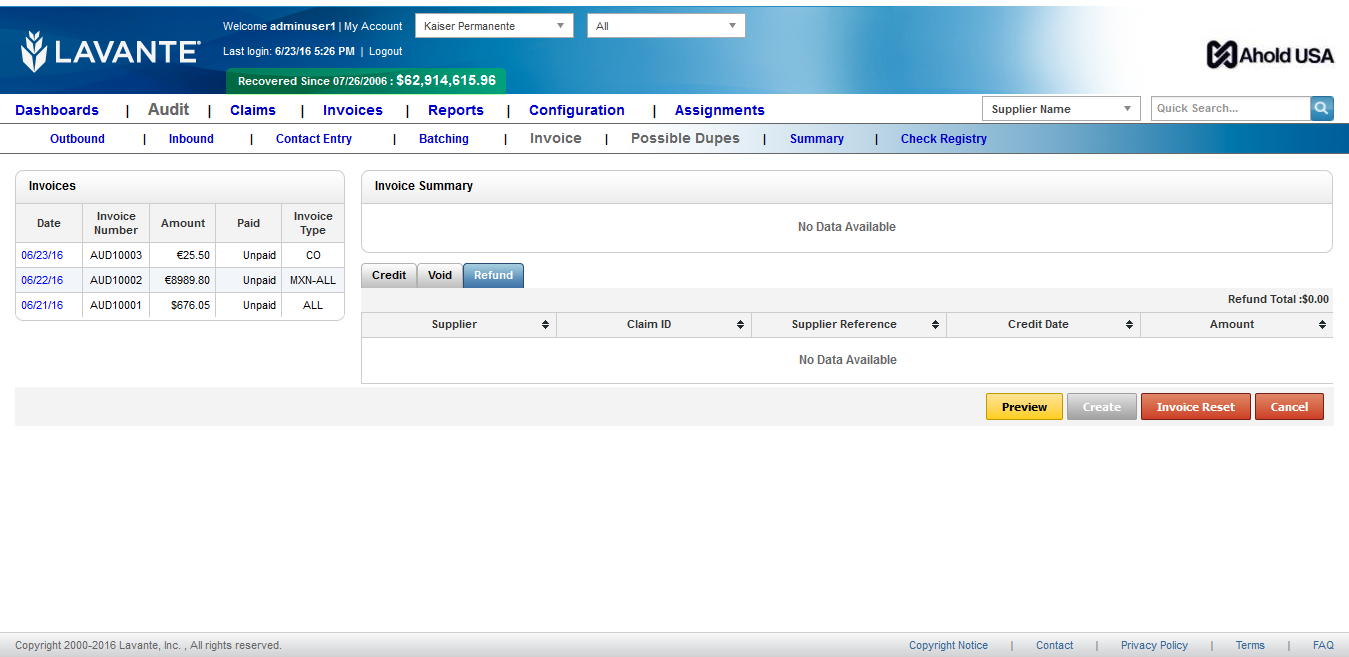 LAVANTE
Welcome adminuser1 | My Account
Kaiser Permanente
All
Last login: 6/23/16 5:26 PM | Logout
Recovered Since 07/26/2006 : $62,914,615.96
Ahold USA
Dashboards | Audit | Claims | Invoices | Reports | Configuration | Assignments
Supplier Name
Quick Search...
Outbound | Inbound | Contact Entry | Batching | Invoice | Possible Dupes | Summary | Check Registry
Invoices
Date Invoice Number Amount Paid Invoice Type
06/23/16 AUD10003 €25.50 Unpaid CO
06/22/16 AUD10002 €8989.80 Unpaid MXN-ALL
06/21/16 AUD10001 $676.05 Unpaid ALL
Invoice Summary
No Data Available
Credit Void Refund
Refund Total :$0.00
Supplier Claim ID Supplier Reference Credit Date Amount
No Data Available
Preview Create Invoice Reset Cancel
Copyright 2000-2016 Lavante, Inc. , All rights reserved.
Copyright Notice | Contact | Privacy Policy | Terms | FAQ